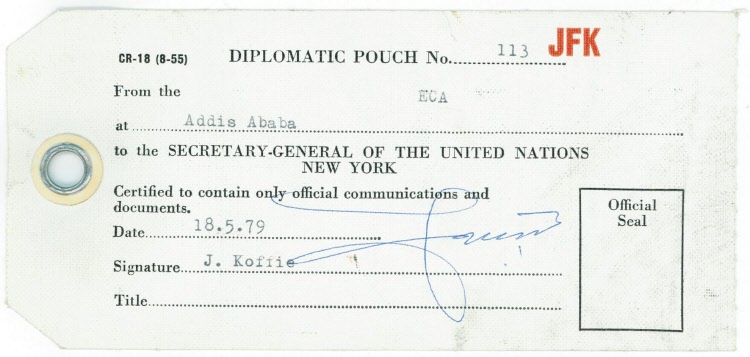 CR-18 (8-55) DIPLOMATIC POUCH No. 113 JFK
From the ECA
at Addis Ababa
to the SECRETARY-GENERAL OF THE UNITED NATIONS
NEW YORK
Certified to contain only official communications and
documents.
Date 18.5.79
Signature J. Koffie
Title
Official
Seal